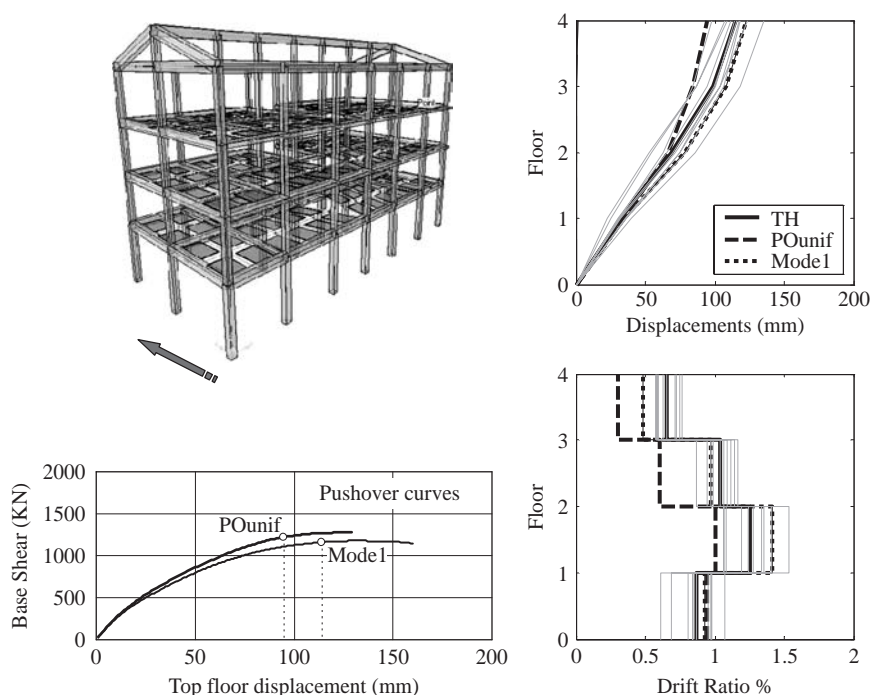 Point
4
3
2
1
0
Floor
0 50 100 150 200
Displacements (mm)
TH
POunif
Mode1
2000
1500
1000
500
0
Base Shear (KN)
Pushover curves
POunif
Mode1
0 50 100 150 200
Top floor displacement (mm)
4
3
2
1
0
Floor
0 0.5 1 1.5 2
Drift Ratio %